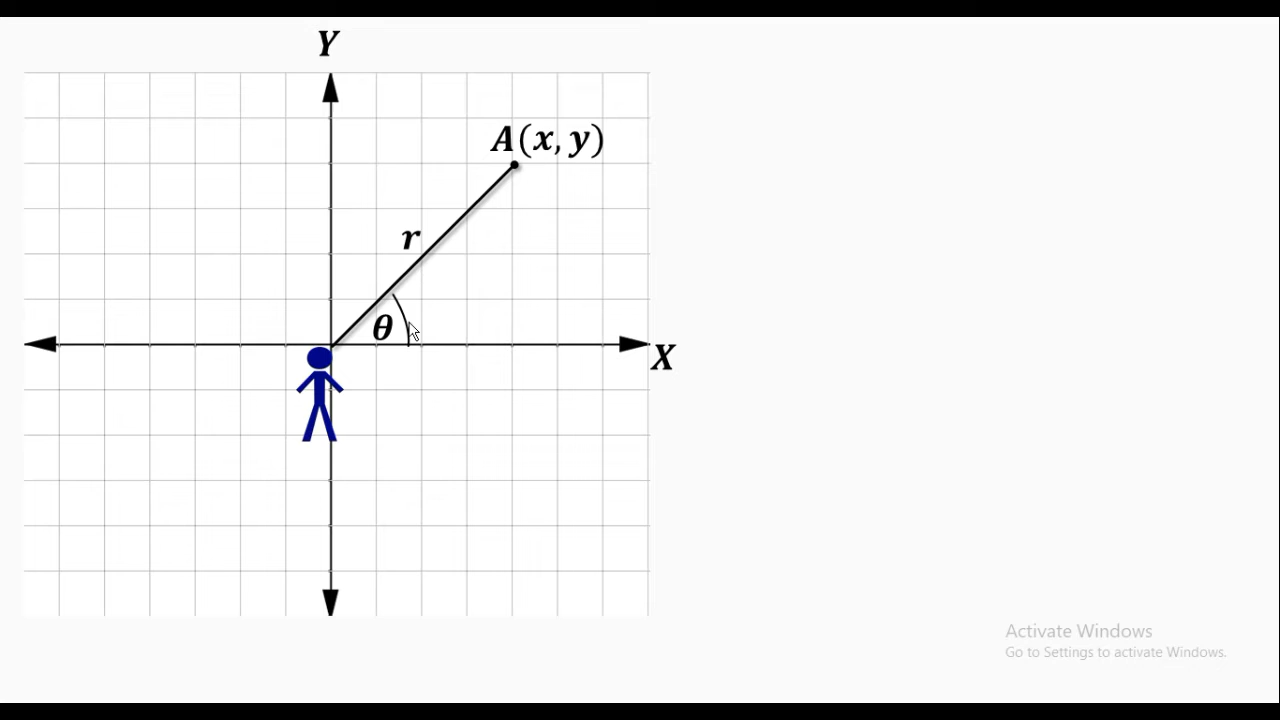 Y
A(x, y)
r
θ
X
Activate Windows
Go to Settings to activate Windows.